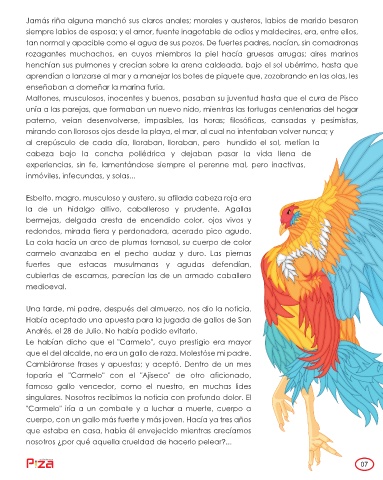 Jamás riña alguna manchó sus claros anales; morales y austeros, labios de marido besaron
siempre labios de esposa; y el amor, fuente inagotable de odios y maldecires, era, entre ellos,
tan normal y apacible como el agua de sus pozos. De fuertes padres, nacían, sin comadronas
rozagantes muchachos, en cuyos miembros la piel hacía gruesas arrugas; aires marinos
henchían sus pulmones y crecían sobre la arena caldeada, bajo el sol ubérrimo, hasta que
aprendían a lanzarse al mar y a manejar los botes de piquete que, zozobrando en las olas, les
enseñaban a domeñar la marina furia.
Maltones, musculosos, inocentes y buenos, pasaban su juventud hasta que el cura de Pisco
unía a las parejas, que formaban un nuevo nido, mientras las tortugas centenarias del hogar
paterno, veían desenvolverse, impasibles, las horas; filosóficas, cansadas y pesimistas,
mirando con llorosos ojos desde la playa, el mar, al cual no intentaban volver nunca; y
al crepúsculo de cada día, lloraban, lloraban, pero hundido el sol, metían la
cabeza bajo la concha poliédrica y dejaban pasar la vida llena de
experiencias, sin fe, lamentándose siempre el perenne mal, pero inactivas,
inmóviles, infecundas, y solas...
Esbelto, magro, musculoso y austero, su afilada cabeza roja era
la de un hidalgo altivo, caballeroso y prudente. Agallas
bermejas, delgada cresta de encendido color, ojos vivos y
redondos, mirada fiera y perdonadora, acerado pico agudo.
La cola hacía un arco de plumas tornasol, su cuerpo de color
carmelo avanzaba en el pecho audaz y duro. Las piernas
fuertes que estacas musulmanas y agudas defendían,
cubiertas de escamas, parecían las de un armado caballero
medioeval.
Una tarde, mi padre, después del almuerzo, nos dio la noticia.
Había aceptado una apuesta para la jugada de gallos de San
Andrés, el 28 de Julio. No había podido evitarlo.
Le habían dicho que el "Carmelo", cuyo prestigio era mayor
que el del alcalde, no era un gallo de raza. Molestóse mi padre.
Cambiáronse frases y apuestas; y aceptó. Dentro de un mes
toparía el "Carmelo" con el "Ajiseco" de otro aficionado,
famoso gallo vencedor, como el nuestro, en muchas lides
singulares. Nosotros recibimos la noticia con profundo dolor. El
"Carmelo" iría a un combate y a luchar a muerte, cuerpo a
cuerpo, con un gallo más fuerte y más joven. Hacía ya tres años
que estaba en casa, había él envejecido mientras crecíamos
nosotros ¿por qué aquella crueldad de hacerlo pelear?...
07